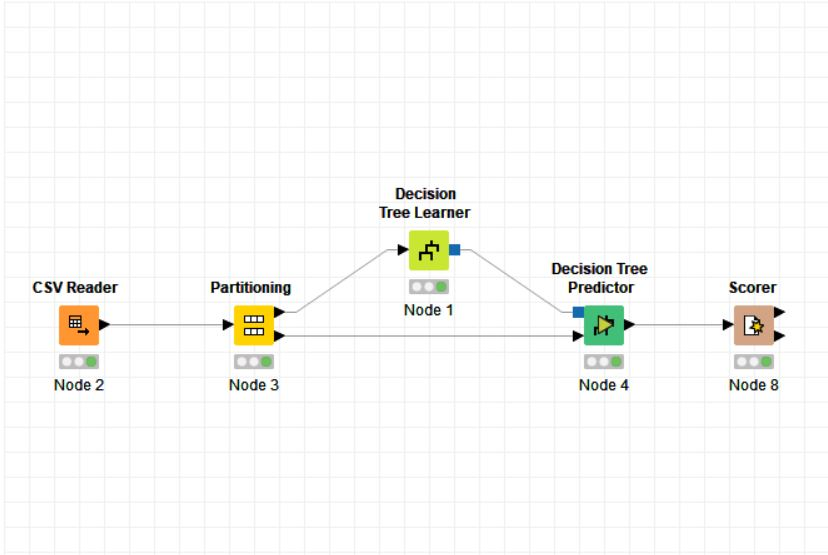 Decision
Tree Learner
Node 1
CSV Reader
Node 2
Partitioning
Node 3
Decision Tree
Predictor
Node 4
Scorer
Node 8